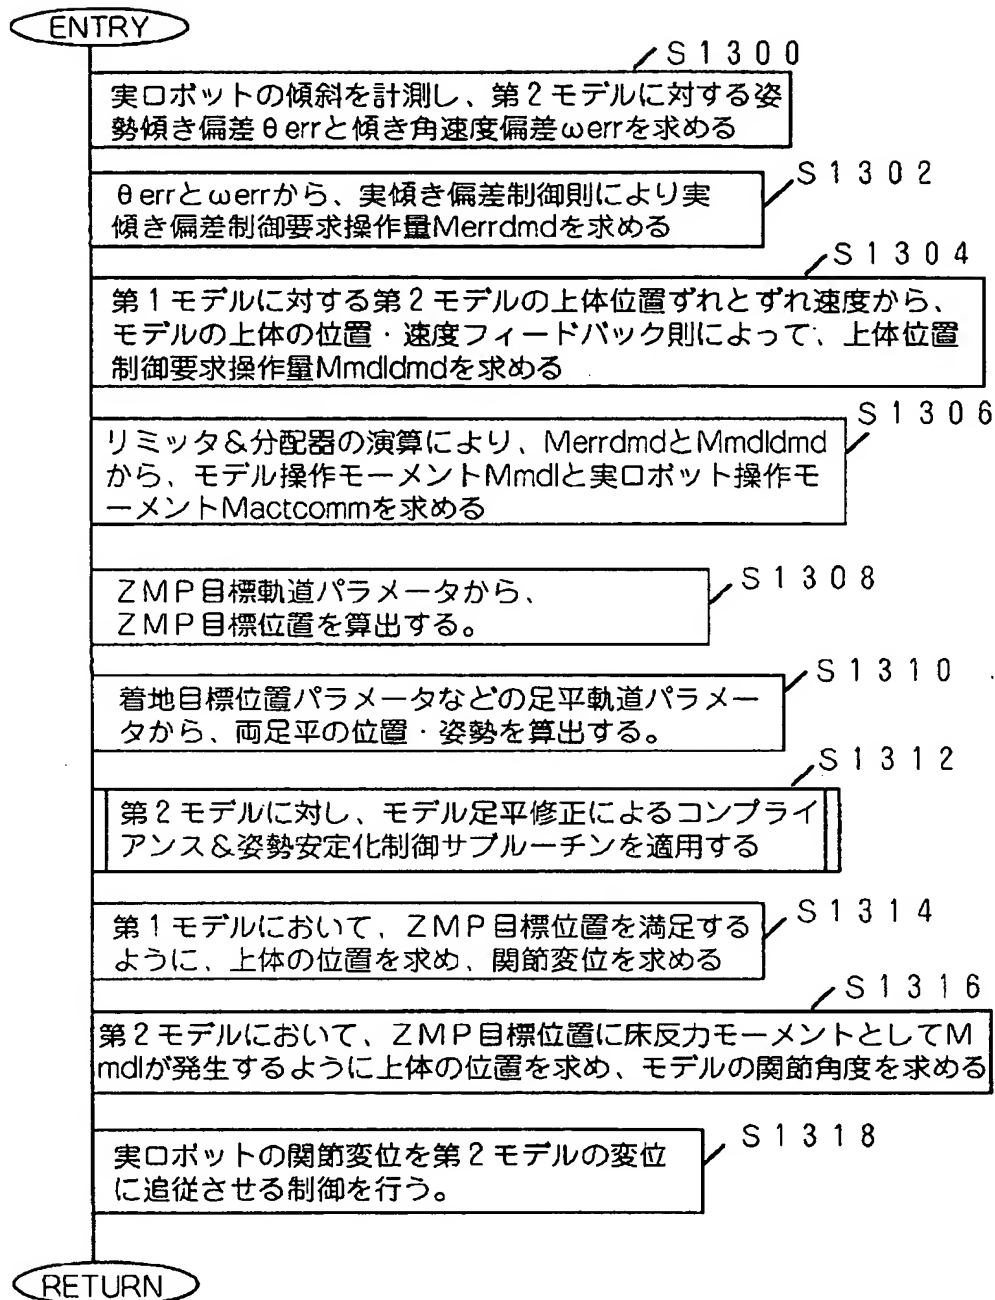 ENTRY
S1300
実ロボットの傾斜を計測し、第2モデルに対する姿
勢傾き偏差θerrと傾き角速度偏差ωerrを求める
S1302
θerrとωerrから、実傾き偏差制御則により実
傾き偏差制御要求操作量Merrdmdを求める
S1304
第1モデルに対する第2モデルの上体位置ずれとずれ速度から、
モデルの上体の位置・速度フィードバック則によって、上体位置
制御要求操作量Mmdldmdを求める
S1306
リミッタ&分配器の演算により、MerrdmdとMmdldmd
から、モデル操作モーメントMmdlと実ロボット操作モ
ーメントMactcommを求める
S1308
ZMP目標軌道パラメータから、
ZMP目標位置を算出する。
S1310
着地目標位置パラメータなどの足平軌道パラメー
タから、両足平の位置・姿勢を算出する。
S1312
第2モデルに対し、モデル足平修正によるコンプライ
アンス&姿勢安定化制御サブルーチンを適用する
S1314
第1モデルにおいて、ZMP目標位置を満足する
ように、上体の位置を求め、関節変位を求める
S1316
第2モデルにおいて、ZMP目標位置に床反力モーメントとしてM
mdlが発生するように上体の位置を求め、モデルの関節角度を求める
S1318
実ロボットの関節変位を第2モデルの変位
に追従させる制御を行う。
RETURN